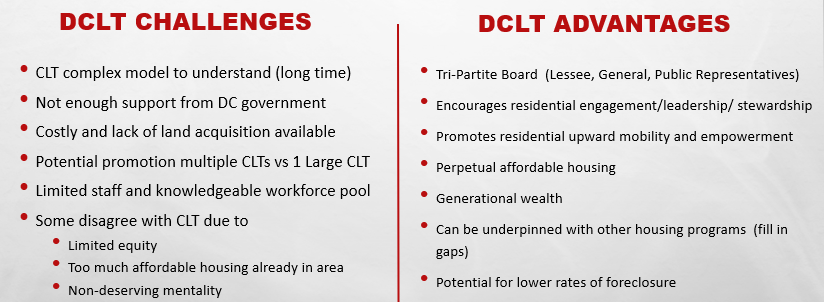 DCLT CHALLENGES
• CLT complex model to understand (long time)
• Not enough support from DC government
• Costly and lack of land acquisition available
• Potential promotion multiple CLTs vs 1 Large CLT
• Limited staff and knowledgeable workforce pool
• Some disagree with CLT due to
• Limited equity
• Too much affordable housing already in area
• Non-deserving mentality
DCLT ADVANTAGES
• Tri-Partite Board (Lessee, General, Public Representatives)
• Encourages residential engagement/leadership/ stewardship
• Promotes residential upward mobility and empowerment
• Perpetual affordable housing
• Generational wealth
• Can be underpinned with other housing programs (fill in
gaps)
• Potential for lower rates of foreclosure